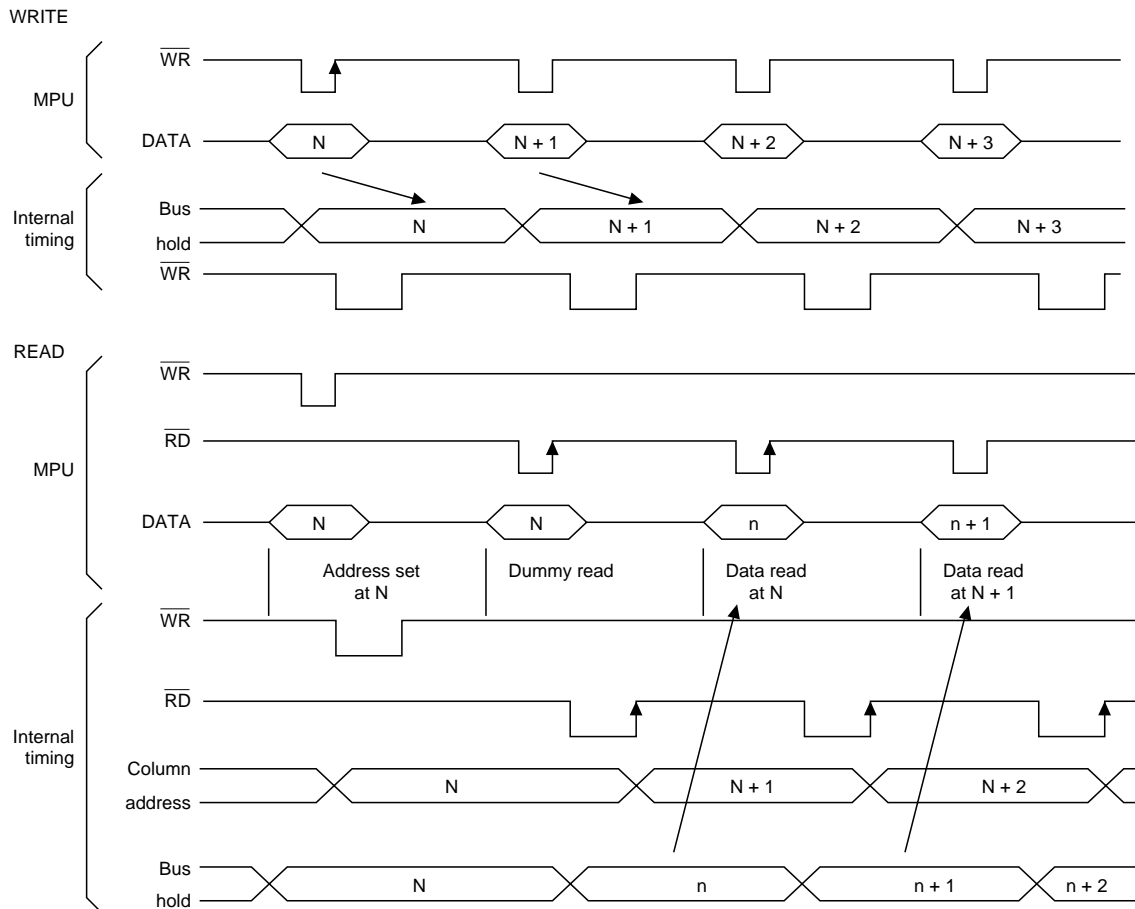 WRITE
MPU
WR
DATA
N
N + 1
N + 2
N + 3
Internal
timing
Bus
hold
N
N + 1
N + 2
N + 3
WR
READ
MPU
WR
RD
DATA
N
N
n
n + 1
Address set
at N
Dummy read
Data read
at N
Data read
at N + 1
Internal
timing
WR
RD
Column
address
N
N + 1
N + 2
Bus
hold
N
n
n + 1
n + 2